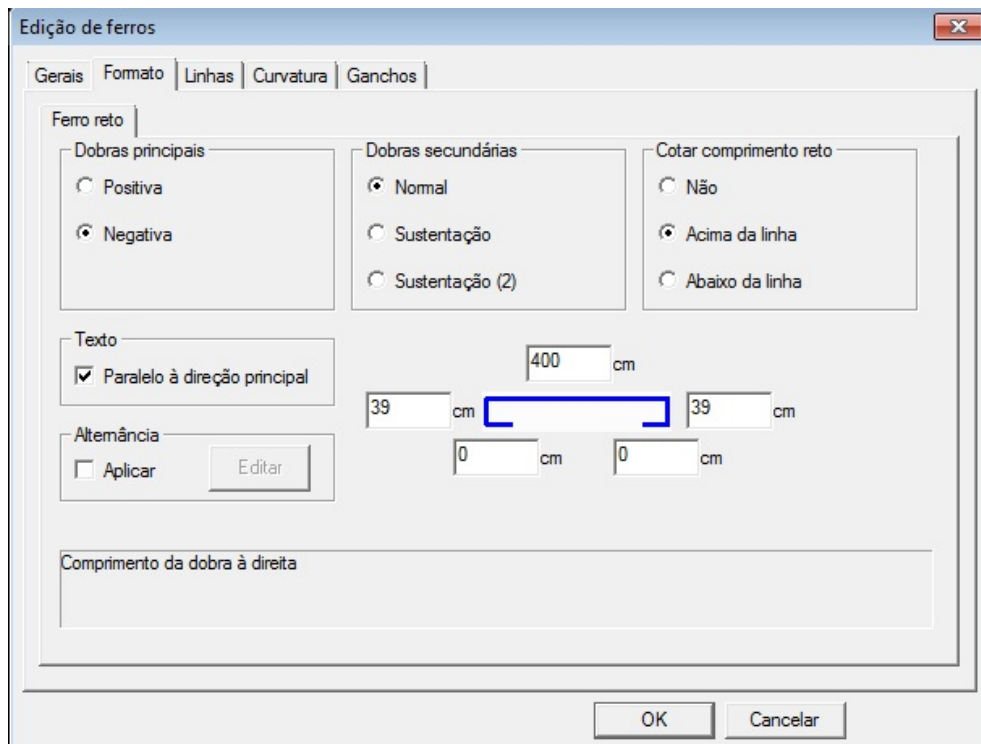 Edição de ferros
Gerais Formato Linhas Curvatura Ganchos
Ferro reto
Dobras principais
Positiva
Negativa
Dobras secundárias
Normal
Sustentação
Sustentação (2)
Cotar comprimento reto
Não
Acima da linha
Abaixo da linha
Texto
Paralelo à direção principal
Alternância
Aplicar Editar
400 cm
39 cm 39 cm
0 cm 0 cm
Comprimento da dobra à direita
OK Cancelar